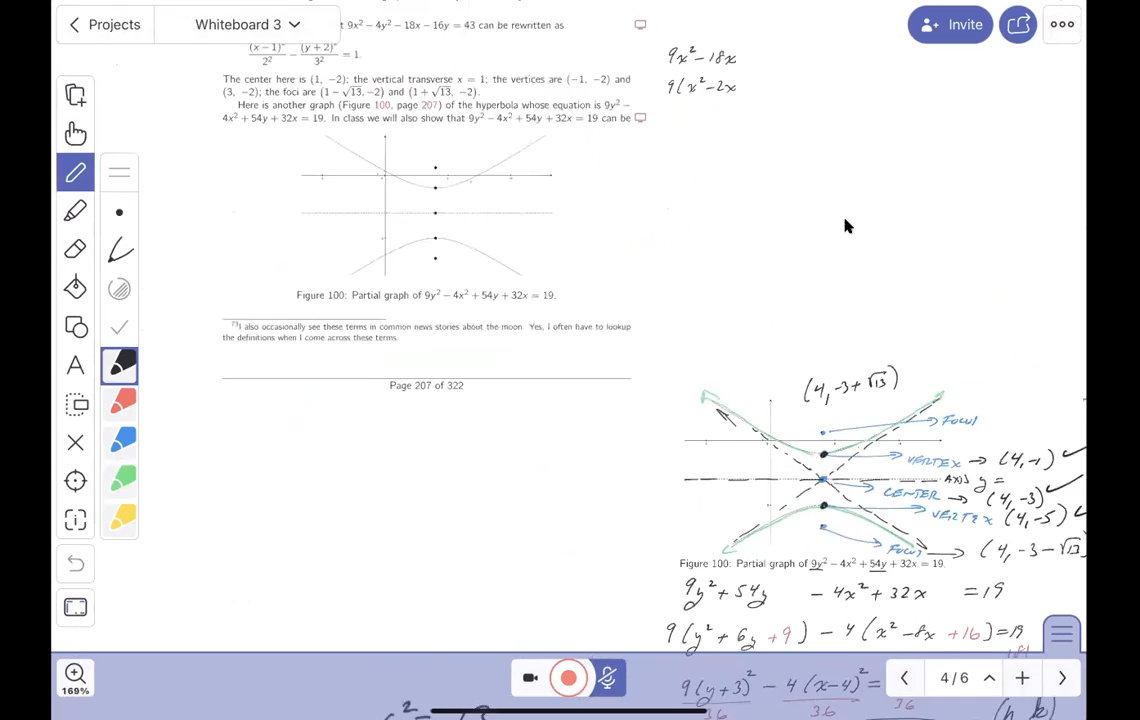 Projects
Whiteboard 3
9x² − 4y² − 18x − 16y = 43 can be rewritten as
(x − 1)² / 2² − (y + 2)² / 3² = 1.
The center here is (1, −2); the vertical transverse x = 1; the vertices are (−1, −2) and
(3, −2); the foci are (1 − √13, −2) and (1 + √13, −2).
Here is another graph (Figure 100, page 207) of the hyperbola whose equation is 9y² −
4x² + 54y + 32x = 19. In class we will also show that 9y² − 4x² + 54y + 32x = 19 can be
Figure 100: Partial graph of 9y² − 4x² + 54y + 32x = 19.
73I also occasionally see these terms in common news stories about the moon. Yes, I often have to lookup
the definitions when I come across these terms.
Page 207 of 322
Invite
9x² − 18x
9(x² − 2x
(4, −3 + √13)
FOCUS
VERTEX → (4, −1)
AXIS y =
CENTER → (4, −3)
VERTEX (4, −5)
FOCUS → (4, −3 − √13)
Figure 100: Partial graph of 9y² − 4x² + 54y + 32x = 19.
9y² + 54y − 4x² + 32x = 19
9(y² + 6y + 9) − 4(x² − 8x + 16) = 19
9(y + 3)² / 36 − 4(x − 4)² / 36 = / 36
(h, k)
169%
4/6